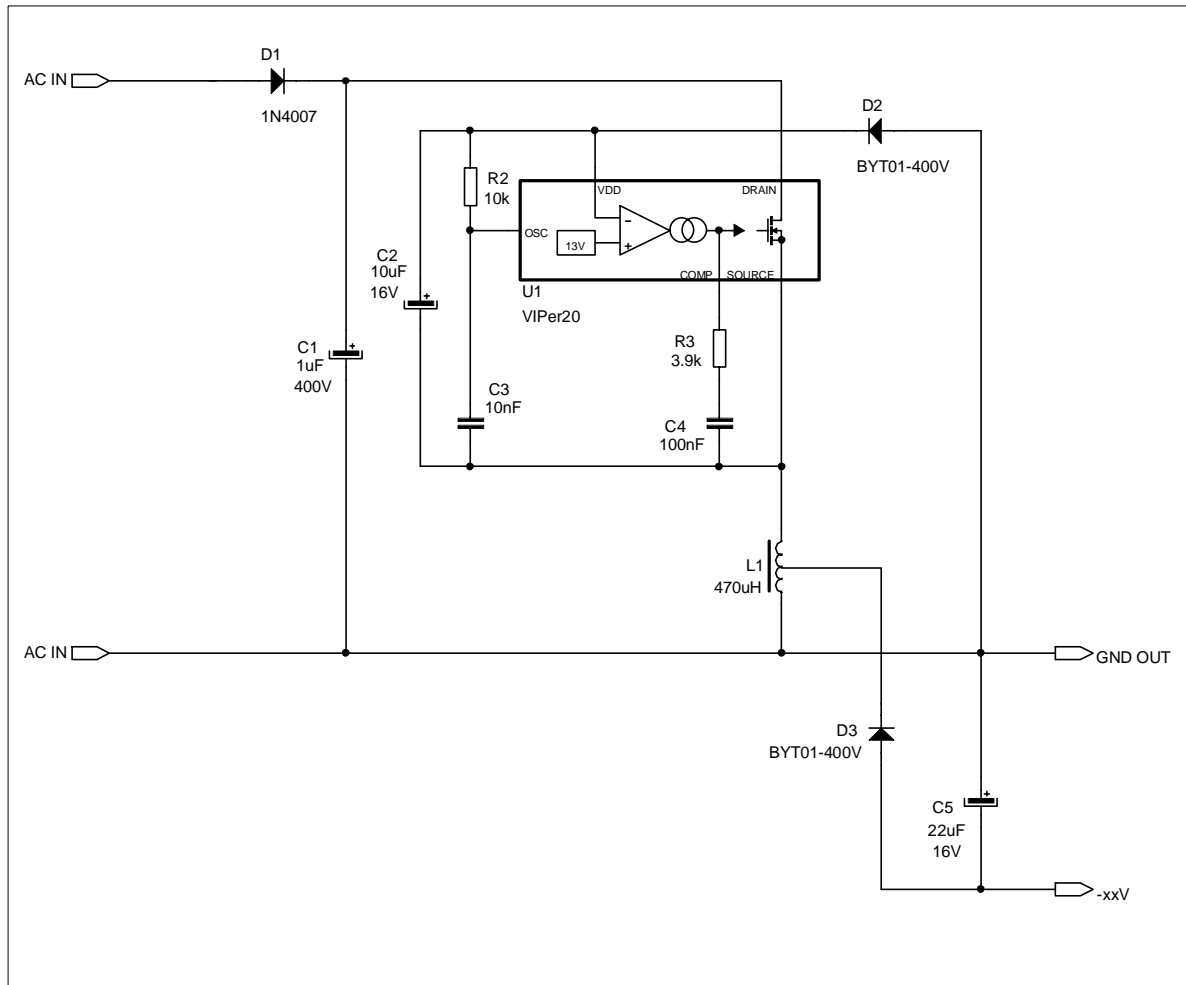 AC IN
D1
1N4007
D2
BYT01-400V
R2
10k
VDD
DRAIN
OSC
-
+
13V
COMP
SOURCE
U1
VIPer20
C2
10uF
16V
+
C1
1uF
400V
+
R3
3.9k
C3
10nF
C4
100nF
L1
470uH
AC IN
GND OUT
D3
BYT01-400V
C5
22uF
16V
+
-xxV